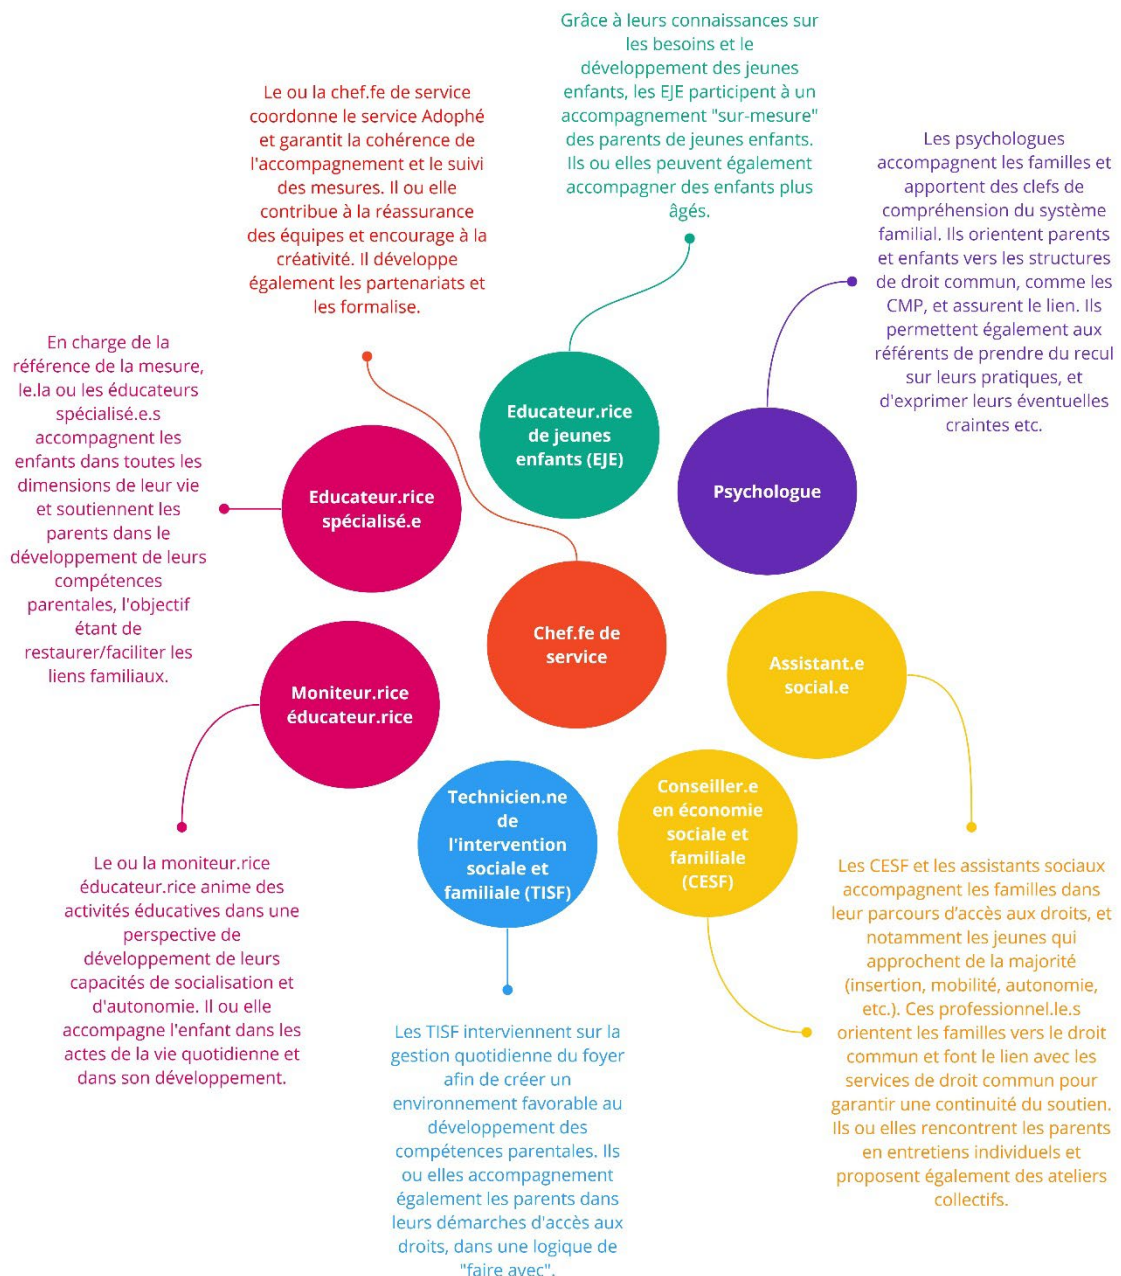 Grâce à leurs connaissances sur
les besoins et le
développement des jeunes
enfants, les EJE participent à un
accompagnement "sur-mesure"
des parents de jeunes enfants.
Ils ou elles peuvent également
accompagner des enfants plus
âgés.
Le ou la chef.fe de service
coordonne le service Adophé
et garantit la cohérence de
l'accompagnement et le suivi
des mesures. Il ou elle
contribue à la réassurance
des équipes et encourage à la
créativité. Il développe
également les partenariats et
les formalise.
Les psychologues
accompagnent les familles et
apportent des clefs de
compréhension du système
familial. Ils orientent parents
et enfants vers les structures
de droit commun, comme les
CMP, et assurent le lien. Ils
permettent également aux
référents de prendre du recul
sur leurs pratiques, et
d'exprimer leurs éventuelles
craintes etc.
En charge de la
référence de la mesure,
le.la ou les éducateurs
spécialisé.e.s
accompagnent les
enfants dans toutes les
dimensions de leur vie
et soutiennent les
parents dans le
développement de leurs
compétences
parentales, l'objectif
étant de
restaurer/faciliter les
liens familiaux.
Educateur.rice
de jeunes
enfants (EJE)
Psychologue
Educateur.rice
spécialisé.e
Chef.fe de
service
Assistant.e
social.e
Moniteur.rice
éducateur.rice
Technicien.ne
de
l'intervention
sociale et
familiale (TISF)
Conseiller.e
en économie
sociale et
familiale
(CESF)
Le ou la moniteur.rice
éducateur.rice anime des
activités éducatives dans une
perspective de
développement de leurs
capacités de socialisation et
d'autonomie. Il ou elle
accompagne l'enfant dans les
actes de la vie quotidienne et
dans son développement.
Les TISF interviennent sur la
gestion quotidienne du foyer
afin de créer un
environnement favorable au
développement des
compétences parentales. Ils
ou elles accompagnement
également les parents dans
leurs démarches d'accès aux
droits, dans une logique de
"faire avec".
Les CESF et les assistants sociaux
accompagnent les familles dans
leur parcours d'accès aux droits, et
notamment les jeunes qui
approchent de la majorité
(insertion, mobilité, autonomie,
etc.). Ces professionnel.le.s
orientent les familles vers le droit
commun et font le lien avec les
services de droit commun pour
garantir une continuité du soutien.
Ils ou elles rencontrent les parents
en entretiens individuels et
proposent également des ateliers
collectifs.